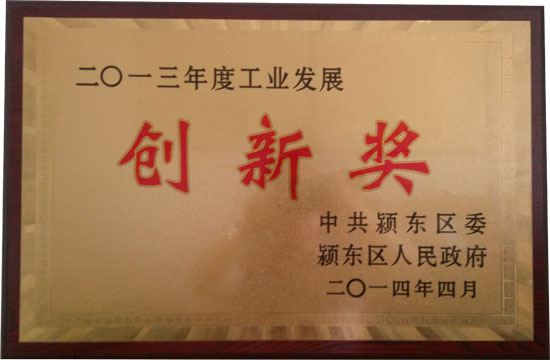 二〇一三年度工业发展
创新奖
中共颍东区委
颍东区人民政府
二〇一四年四月